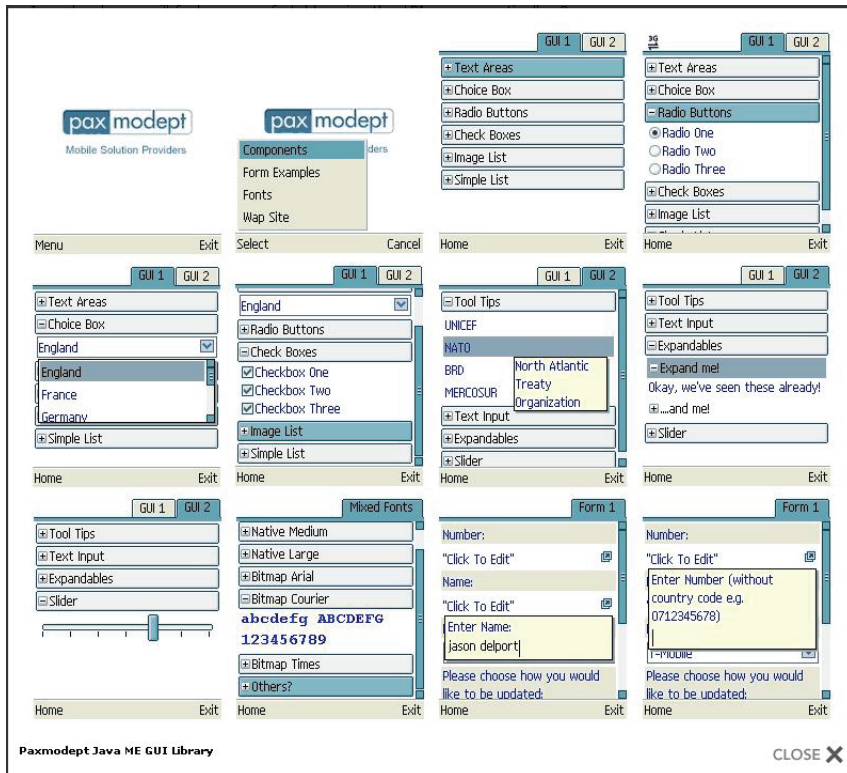 pax modept
Mobile Solution Providers
Menu Exit
pax modept
ders
Components
Form Examples
Fonts
Wap Site
Select Cancel
GUI 1 GUI 2
Text Areas
Choice Box
Radio Buttons
Check Boxes
Image List
Simple List
Home Exit
3G
GUI 1 GUI 2
Text Areas
Choice Box
Radio Buttons
Radio One
Radio Two
Radio Three
Check Boxes
Image List
Home Exit
GUI 1 GUI 2
Text Areas
Choice Box
England
England
France
Germany
Simple List
Home Exit
GUI 1 GUI 2
England
Radio Buttons
Check Boxes
Checkbox One
Checkbox Two
Checkbox Three
Image List
Simple List
Home Exit
GUI 1 GUI 2
Tool Tips
UNICEF
NATO
North Atlantic
Treaty
Organization
BRD
MERCOSUR
Text Input
Expandables
Slider
Home Exit
GUI 1 GUI 2
Tool Tips
Text Input
Expandables
Expand me!
Okay, we've seen these already!
....and me!
Slider
Home Exit
GUI 1 GUI 2
Tool Tips
Text Input
Expandables
Slider
Home Exit
Mixed Fonts
Native Medium
Native Large
Bitmap Arial
Bitmap Courier
abcdefg ABCDEFG
123456789
Bitmap Times
Others?
Home Exit
Form 1
Number:
"Click To Edit"
Name:
"Click To Edit"
Enter Name:
jason delport
Please choose how you would
like to be updated:
Home Exit
Form 1
Number:
"Click To Edit"
Enter Number (without
country code e.g.
0712345678)
T-Mobile
Please choose how you would
like to be updated:
Home Exit
Paxmodept Java ME GUI Library
CLOSE X